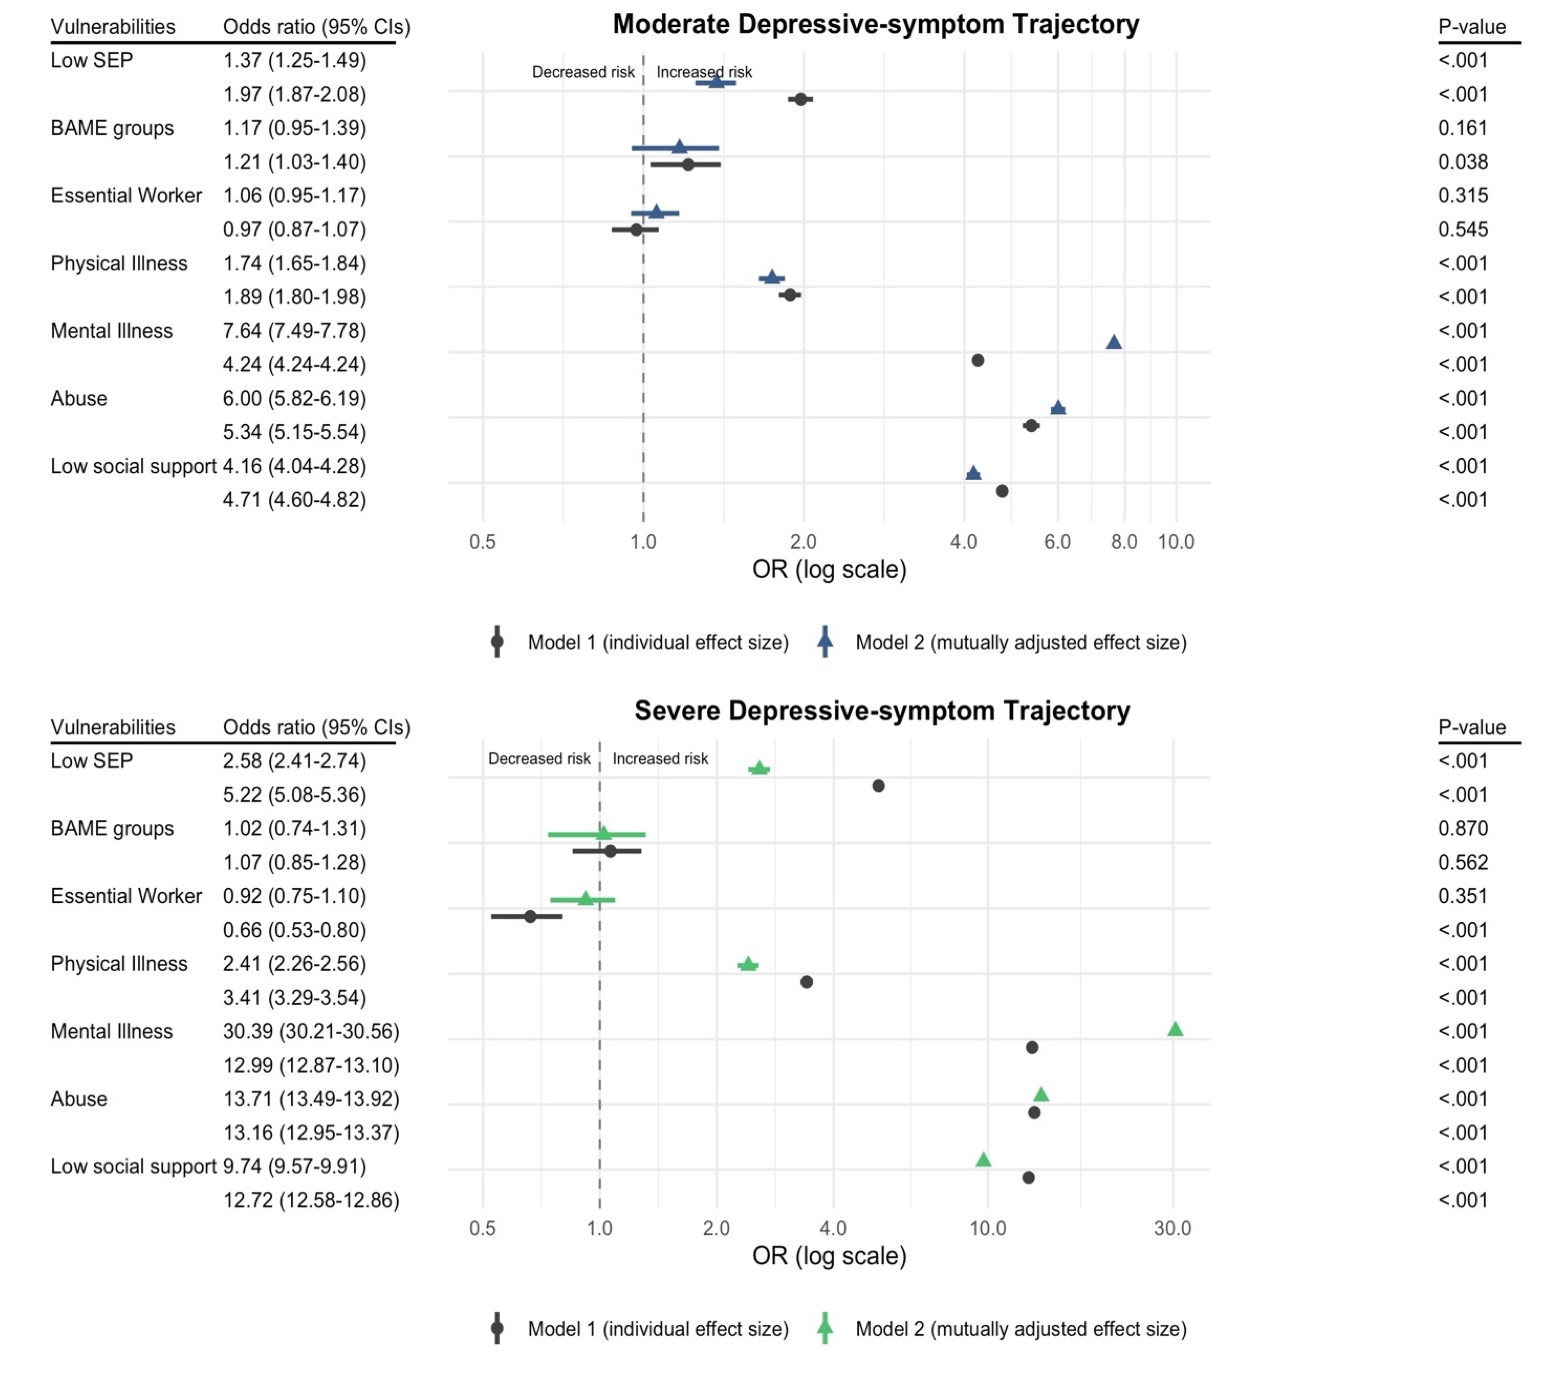 Moderate Depressive-symptom Trajectory
Vulnerabilities Odds ratio (95% CIs) P-value
Low SEP 1.37 (1.25-1.49) <.001
Decreased risk Increased risk
1.97 (1.87-2.08) <.001
BAME groups 1.17 (0.95-1.39) 0.161
1.21 (1.03-1.40) 0.038
Essential Worker 1.06 (0.95-1.17) 0.315
0.97 (0.87-1.07) 0.545
Physical Illness 1.74 (1.65-1.84) <.001
1.89 (1.80-1.98) <.001
Mental Illness 7.64 (7.49-7.78) <.001
4.24 (4.24-4.24) <.001
Abuse 6.00 (5.82-6.19) <.001
5.34 (5.15-5.54) <.001
Low social support 4.16 (4.04-4.28) <.001
4.71 (4.60-4.82) <.001
0.5 1.0 2.0 4.0 6.0 8.0 10.0
OR (log scale)
Model 1 (individual effect size) Model 2 (mutually adjusted effect size)
Severe Depressive-symptom Trajectory
Vulnerabilities Odds ratio (95% CIs) P-value
Low SEP 2.58 (2.41-2.74) <.001
Decreased risk Increased risk
5.22 (5.08-5.36) <.001
BAME groups 1.02 (0.74-1.31) 0.870
1.07 (0.85-1.28) 0.562
Essential Worker 0.92 (0.75-1.10) 0.351
0.66 (0.53-0.80) <.001
Physical Illness 2.41 (2.26-2.56) <.001
3.41 (3.29-3.54) <.001
Mental Illness 30.39 (30.21-30.56) <.001
12.99 (12.87-13.10) <.001
Abuse 13.71 (13.49-13.92) <.001
13.16 (12.95-13.37) <.001
Low social support 9.74 (9.57-9.91) <.001
12.72 (12.58-12.86) <.001
0.5 1.0 2.0 4.0 10.0 30.0
OR (log scale)
Model 1 (individual effect size) Model 2 (mutually adjusted effect size)